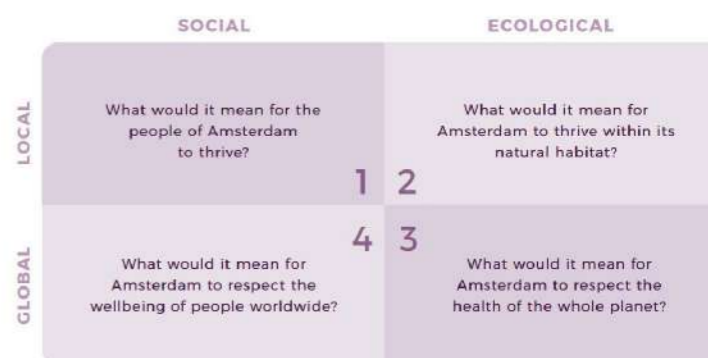 SOCIAL
ECOLOGICAL
LOCAL
What would it mean for the
people of Amsterdam
to thrive?
1
What would it mean for
Amsterdam to thrive within its
natural habitat?
2
GLOBAL
What would it mean for
Amsterdam to respect the
wellbeing of people worldwide?
4
What would it mean for
Amsterdam to respect the
health of the whole planet?
3